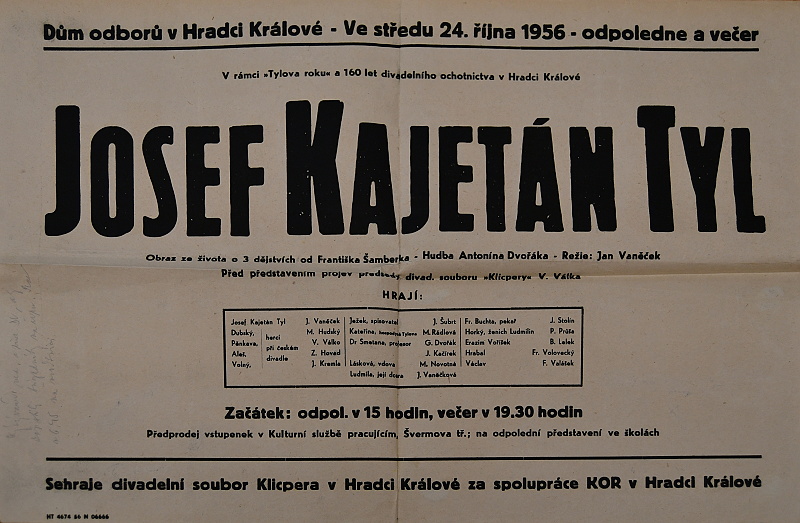 Dům odborů v Hradci Králové - Ve středu 24. října 1956 - odpoledne a večer
V rámci »Tylova roku« a 160 let divadelního ochotnictva v Hradci Králové
JOSEF KAJETÁN TYL
Obraz ze života o 3 dějstvích od Františka Šamberka - Hudba Antonína Dvořáka - Režie: Jan Vaněček
Před představením projev předsedy divad. souboru »Klicpery« V. Válka
HRAJÍ:
Josef Kajetán Tyl J. Vaněček
Dubský, M. Hudský
Pánkava, V. Válko
Aleš, Z. Hovad
Volný, J. Kremla
herci
při českém
divadle
Ježek, spisovatel J. Šubrt
Kateřina, M. Rádlová
Dr Smetana, profesor G. Dvořák
J. Kačírek
Lásková, vdova M. Novotná
Ludmila, její dcera J. Vaněčková
Fr. Buchta, pekař J. Stolín
Horký, ženich Ludmilin P. Průša
Erazim Voříšek B. Lelek
Hrabal Fr. Volovecký
Václav F. Valášek
Začátek: odpol. v 15 hodin, večer v 19.30 hodin
Předprodej vstupenek v Kulturní službě pracujícím, Švermova tř.; na odpolední představení ve školách
Sehraje divadelní soubor Klicpera v Hradci Králové za spolupráce KOR v Hradci Králové
HT 4674 56 N 06666